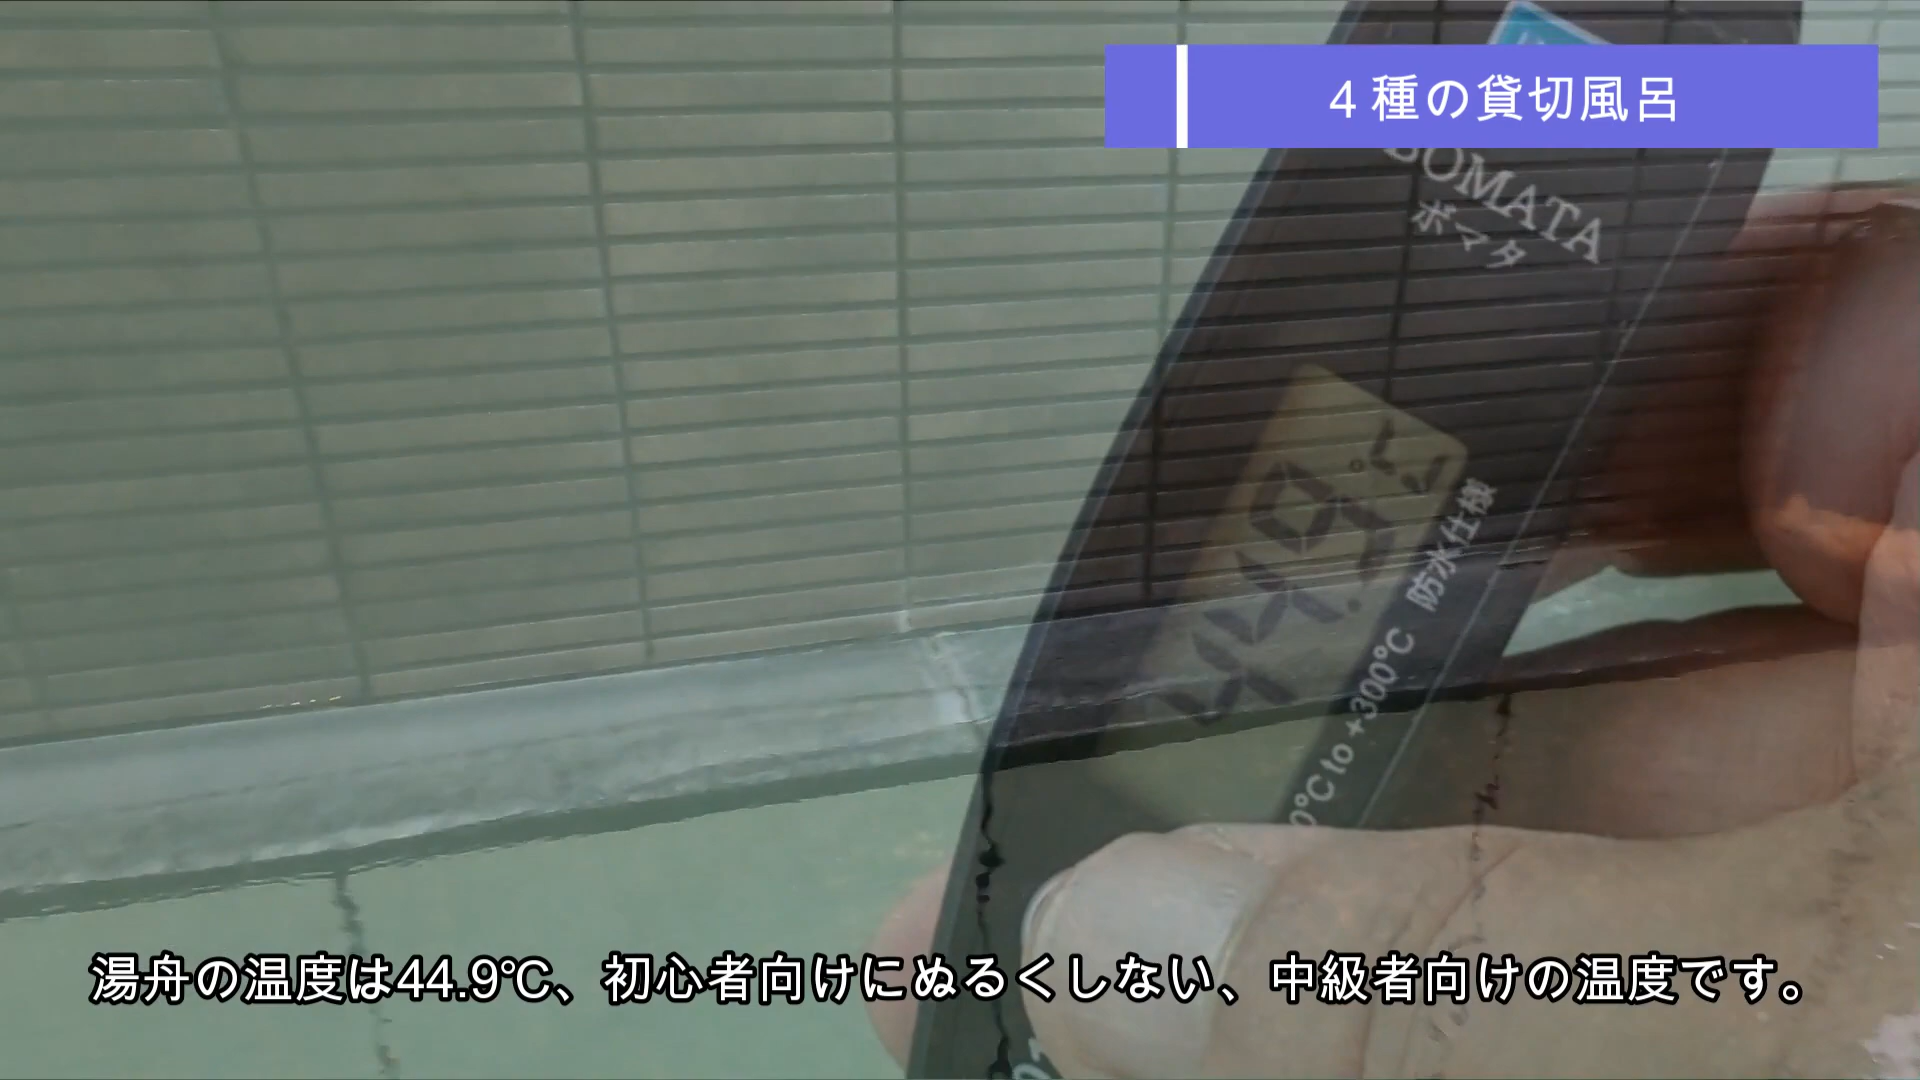 4種の貸切風呂
BOMATA
ボマタ
44.9℃
防水仕様
0℃ to +300℃
湯舟の温度は44.9℃、初心者向けにぬるくしない、中級者向けの温度です。